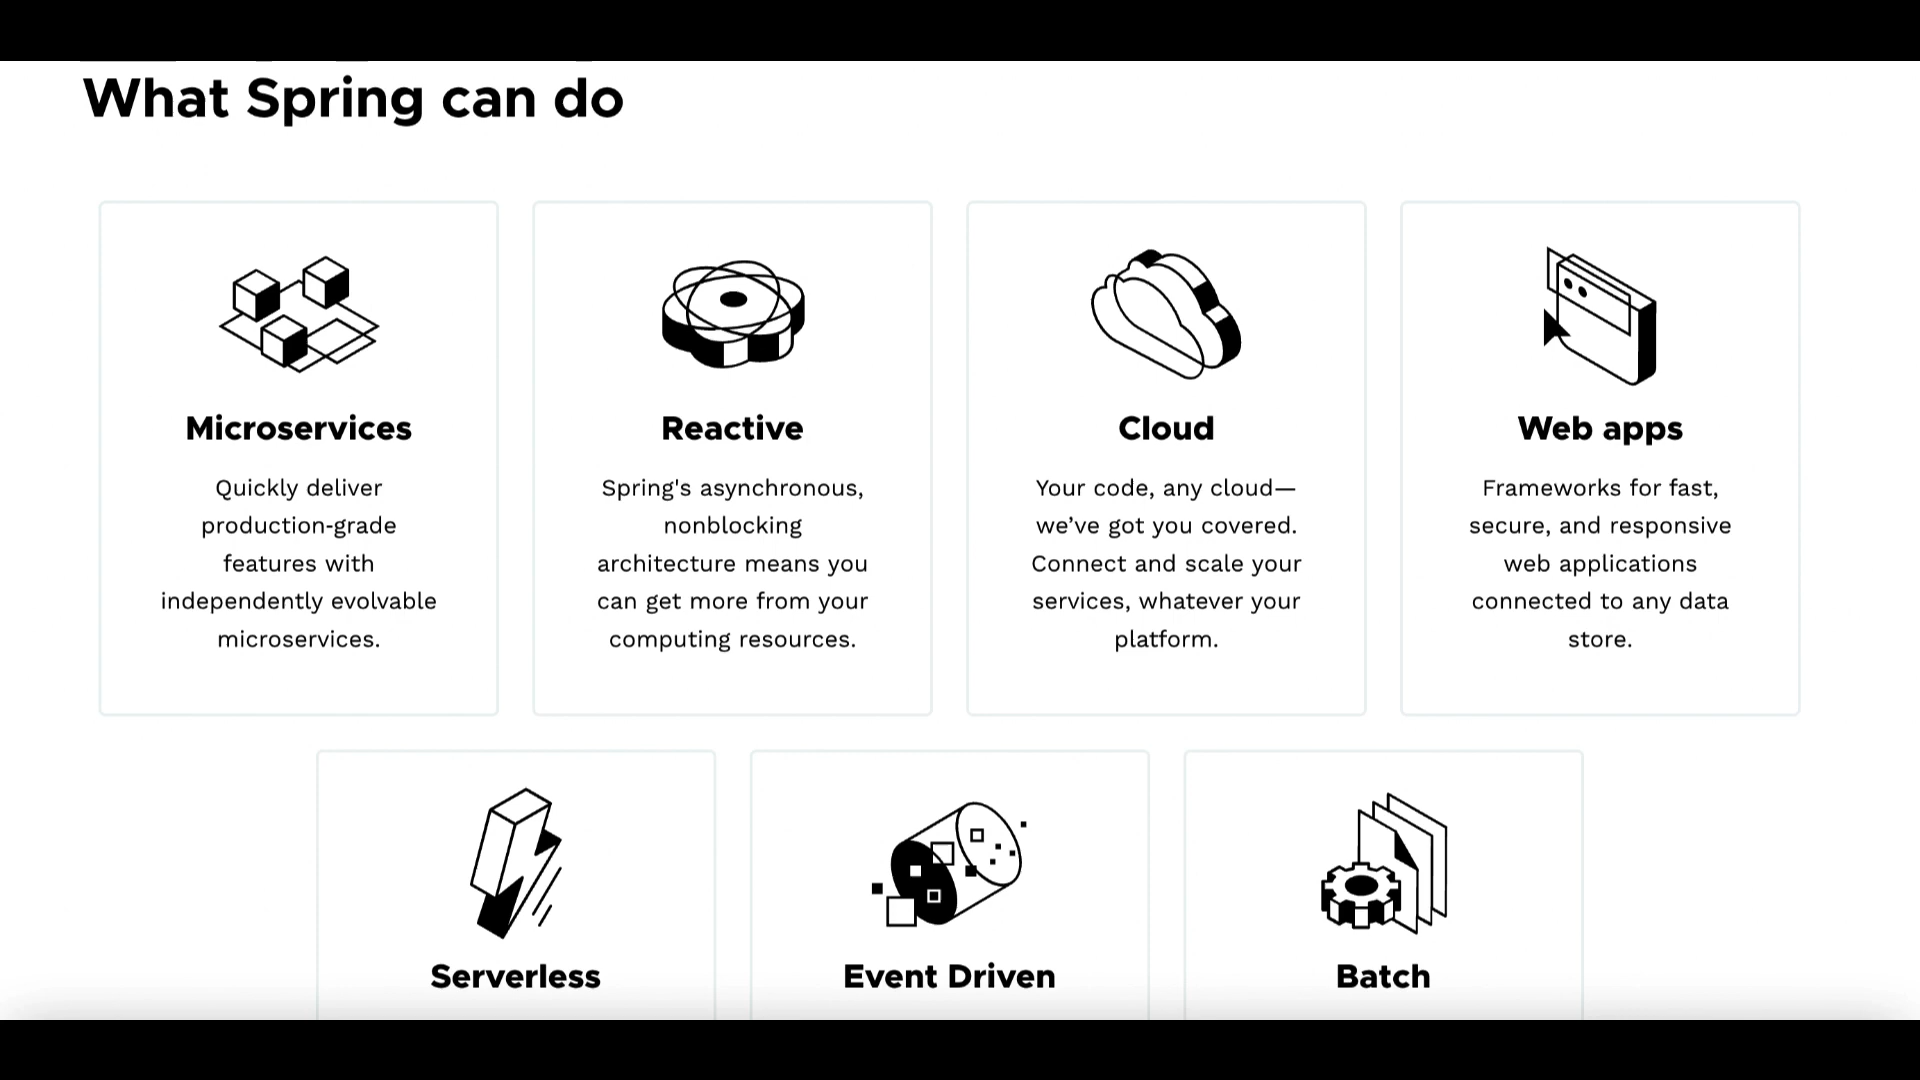 What Spring can do
Microservices
Quickly deliver
production-grade
features with
independently evolvable
microservices.
Reactive
Spring's asynchronous,
nonblocking
architecture means you
can get more from your
computing resources.
Cloud
Your code, any cloud—
we’ve got you covered.
Connect and scale your
services, whatever your
platform.
Web apps
Frameworks for fast,
secure, and responsive
web applications
connected to any data
store.
Serverless
Event Driven
Batch